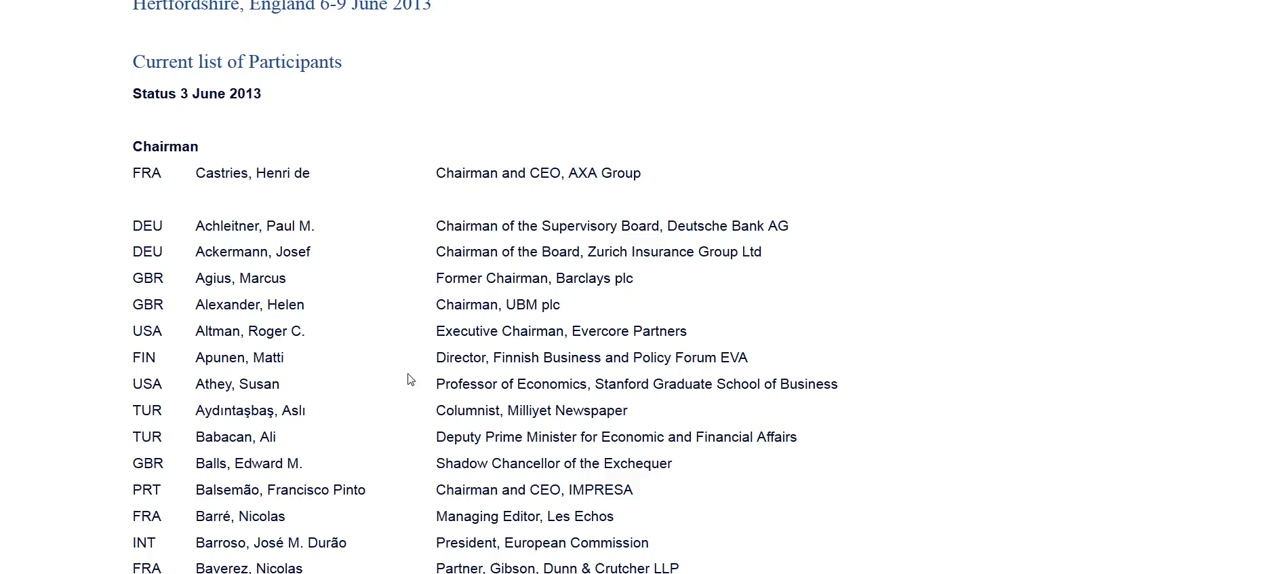 Hertfordshire, England 6-9 June 2013
Current list of Participants
Status 3 June 2013
Chairman
FRA Castries, Henri de Chairman and CEO, AXA Group
DEU Achleitner, Paul M. Chairman of the Supervisory Board, Deutsche Bank AG
DEU Ackermann, Josef Chairman of the Board, Zurich Insurance Group Ltd
GBR Agius, Marcus Former Chairman, Barclays plc
GBR Alexander, Helen Chairman, UBM plc
USA Altman, Roger C. Executive Chairman, Evercore Partners
FIN Apunen, Matti Director, Finnish Business and Policy Forum EVA
USA Athey, Susan Professor of Economics, Stanford Graduate School of Business
TUR Aydıntaşbaş, Aslı Columnist, Milliyet Newspaper
TUR Babacan, Ali Deputy Prime Minister for Economic and Financial Affairs
GBR Balls, Edward M. Shadow Chancellor of the Exchequer
PRT Balsemão, Francisco Pinto Chairman and CEO, IMPRESA
FRA Barré, Nicolas Managing Editor, Les Echos
INT Barroso, José M. Durão President, European Commission
FRA Baverez, Nicolas Partner, Gibson, Dunn & Crutcher LLP